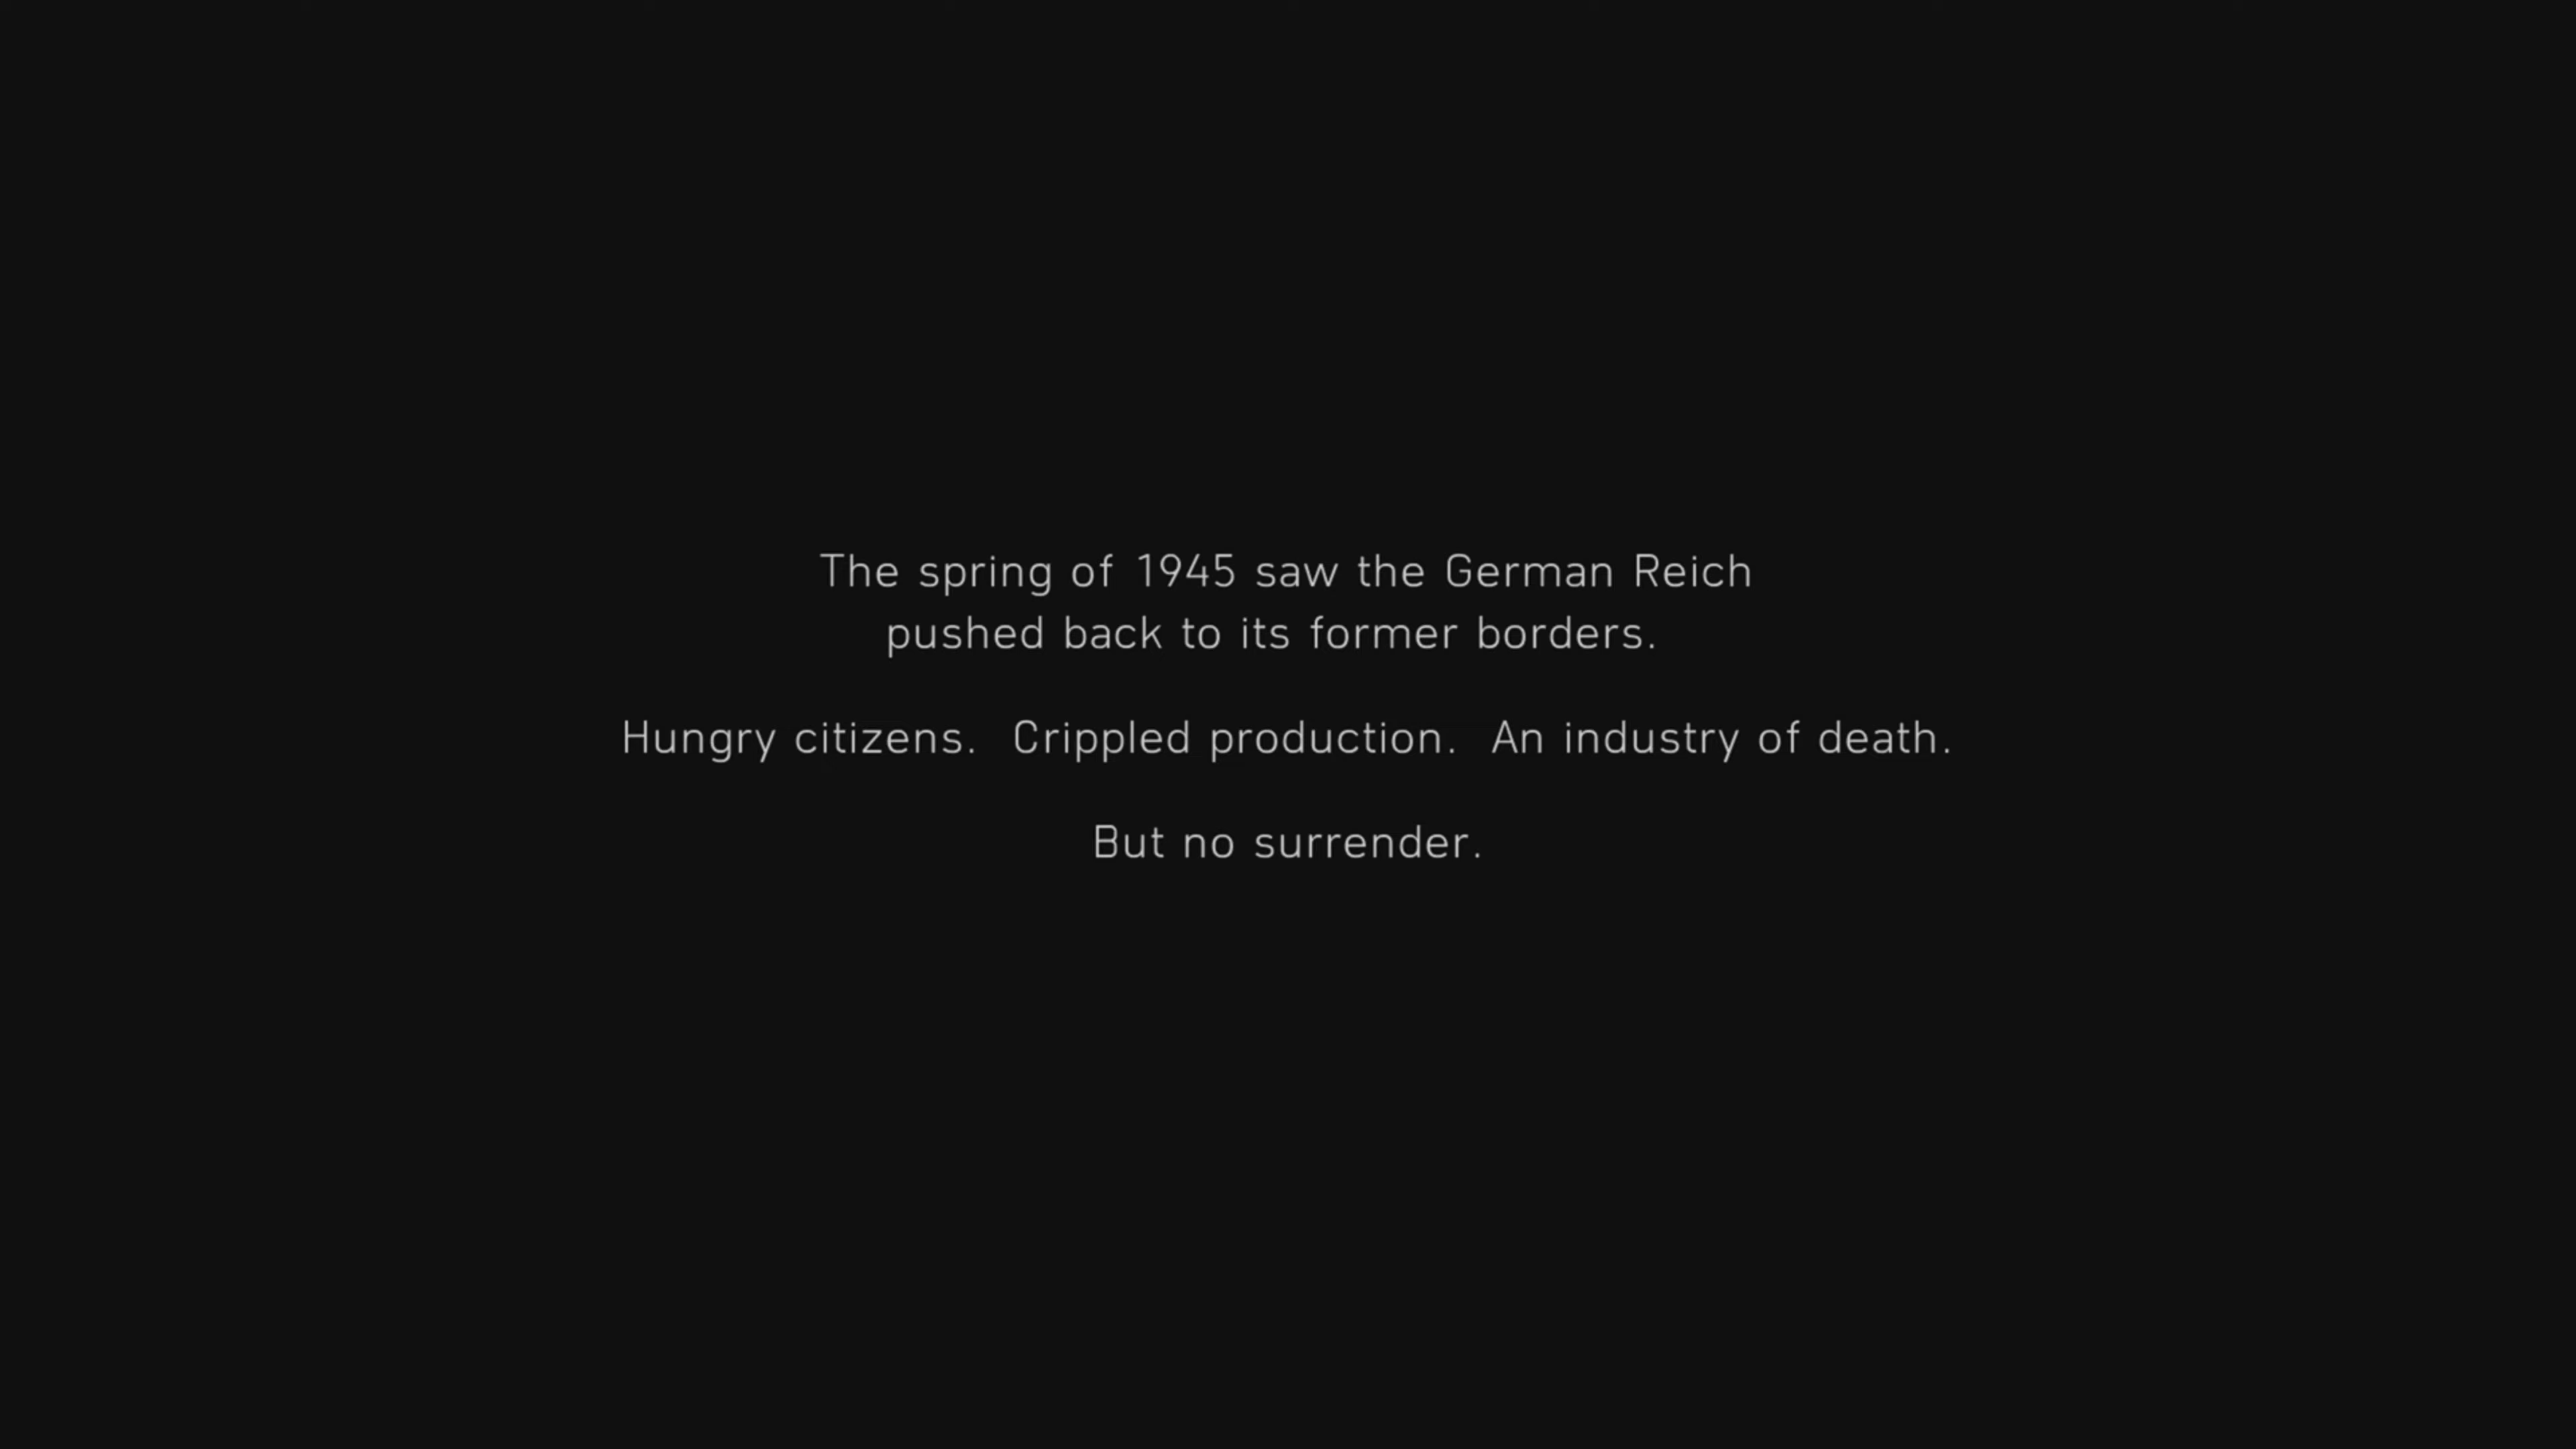 The spring of 1945 saw the German Reich
pushed back to its former borders.
Hungry citizens. Crippled production. An industry of death.
But no surrender.